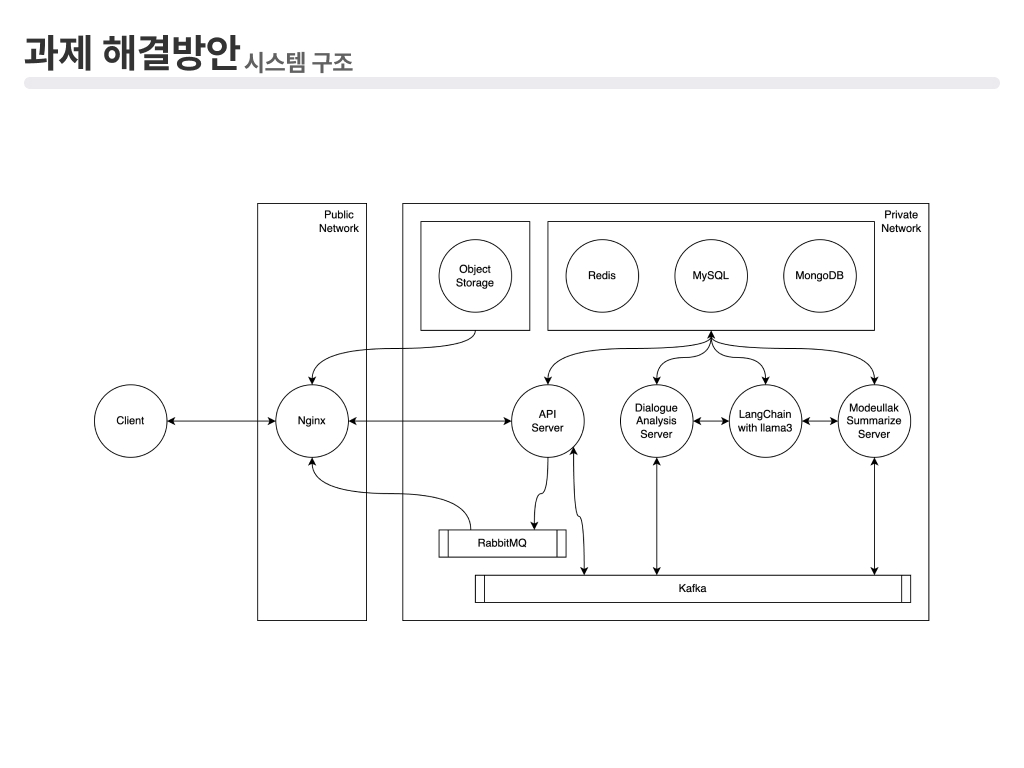 과제 해결방안 시스템 구조
Public
Network
Private
Network
Object
Storage
Redis
MySQL
MongoDB
Client
Nginx
API
Server
Dialogue
Analysis
Server
LangChain
with llama3
Modeullak
Summarize
Server
RabbitMQ
Kafka